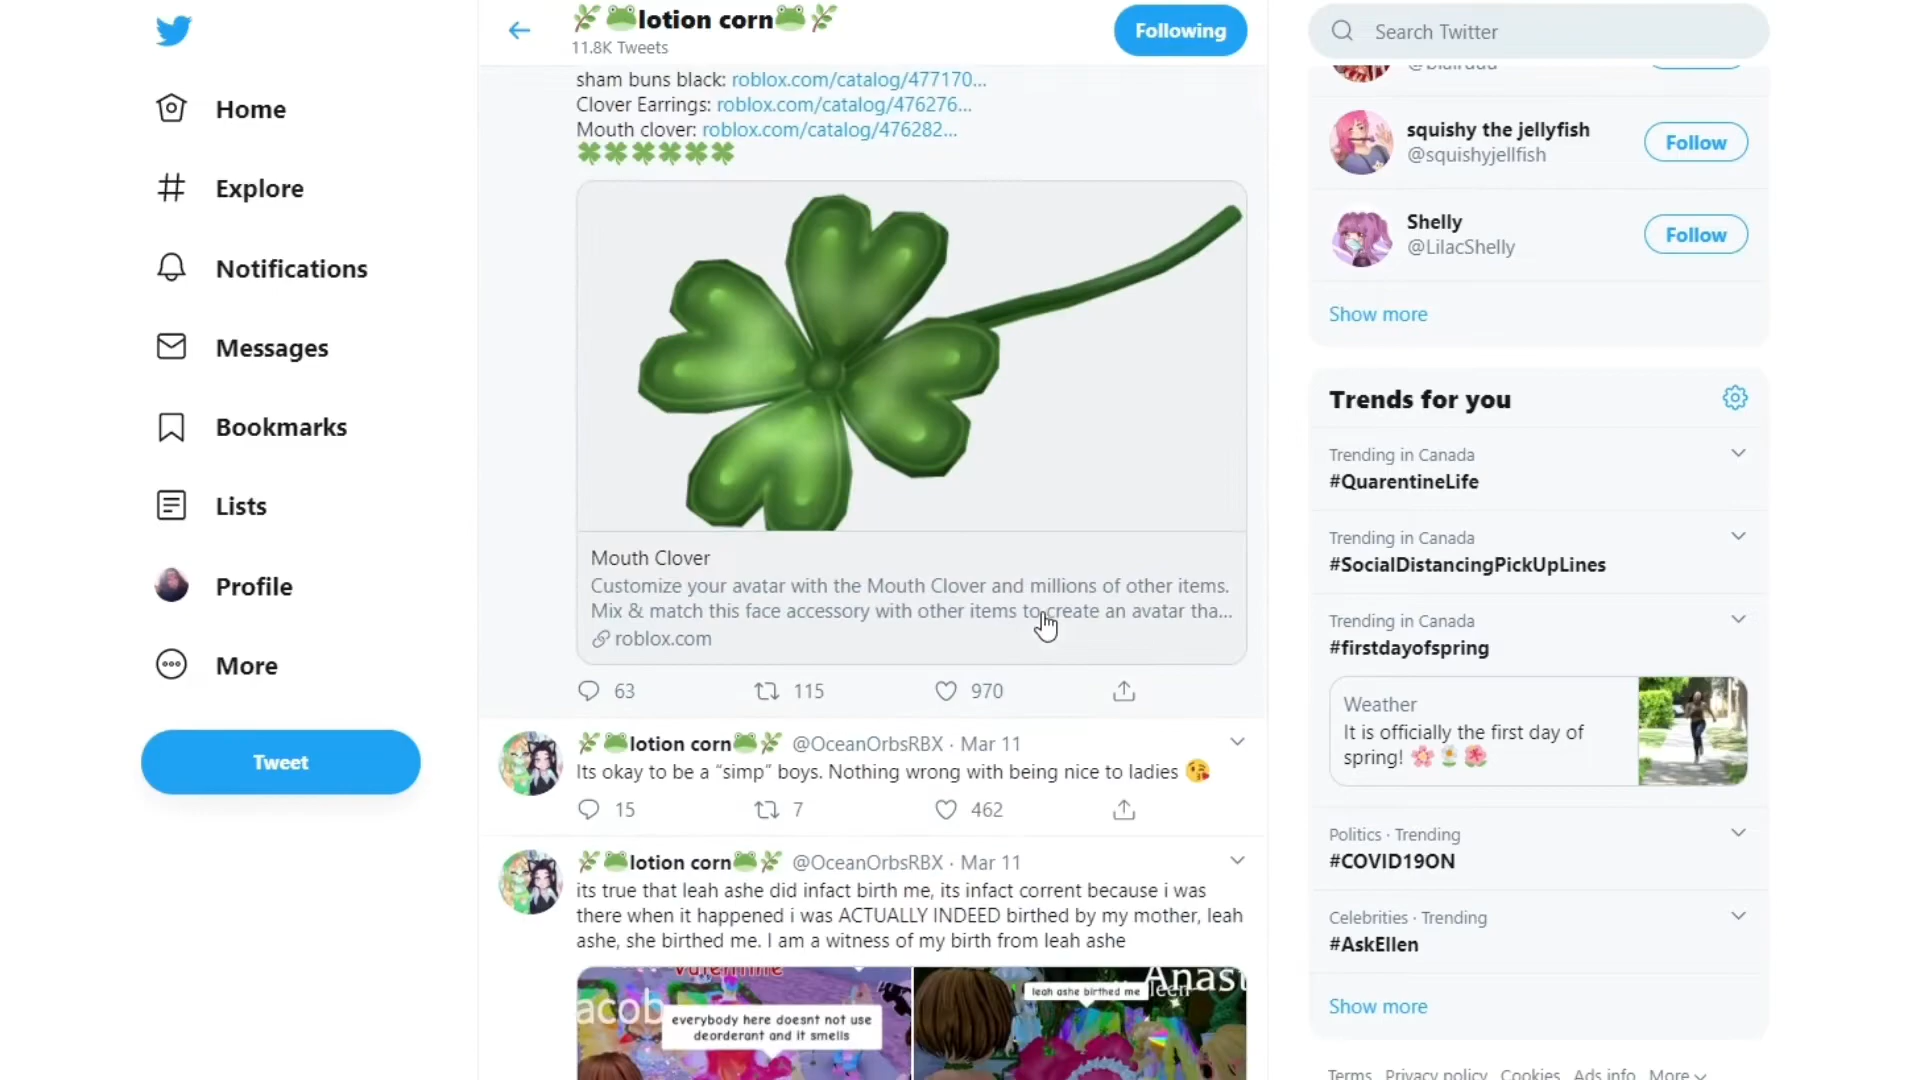 Home
Explore
Notifications
Messages
Bookmarks
Lists
Profile
More
Tweet
lotion corn
11.8K Tweets
Following
sham buns black: roblox.com/catalog/477170...
Clover Earrings: roblox.com/catalog/476276...
Mouth clover: roblox.com/catalog/476282...
Mouth Clover
Customize your avatar with the Mouth Clover and millions of other items.
Mix & match this face accessory with other items to create an avatar tha...
roblox.com
63 115 970
lotion corn @OceanOrbsRBX · Mar 11
Its okay to be a “simp” boys. Nothing wrong with being nice to ladies
15 7 462
lotion corn @OceanOrbsRBX · Mar 11
its true that leah ashe did infact birth me, its infact corrent because i was
there when it happened i was ACTUALLY INDEED birthed by my mother, leah
ashe, she birthed me. I am a witness of my birth from leah ashe
Valentine
acob
everybody here doesnt not use
deorderant and it smells
Anast
leah ashe birthed me
Search Twitter
squishy the jellyfish
@squishyjellfish
Follow
Shelly
@LilacShelly
Follow
Show more
Trends for you
Trending in Canada
#QuarentineLife
Trending in Canada
#SocialDistancingPickUpLines
Trending in Canada
#firstdayofspring
Weather
It is officially the first day of
spring!
Politics · Trending
#COVID19ON
Celebrities · Trending
#AskEllen
Show more
Terms Privacy policy Cookies Ads info More